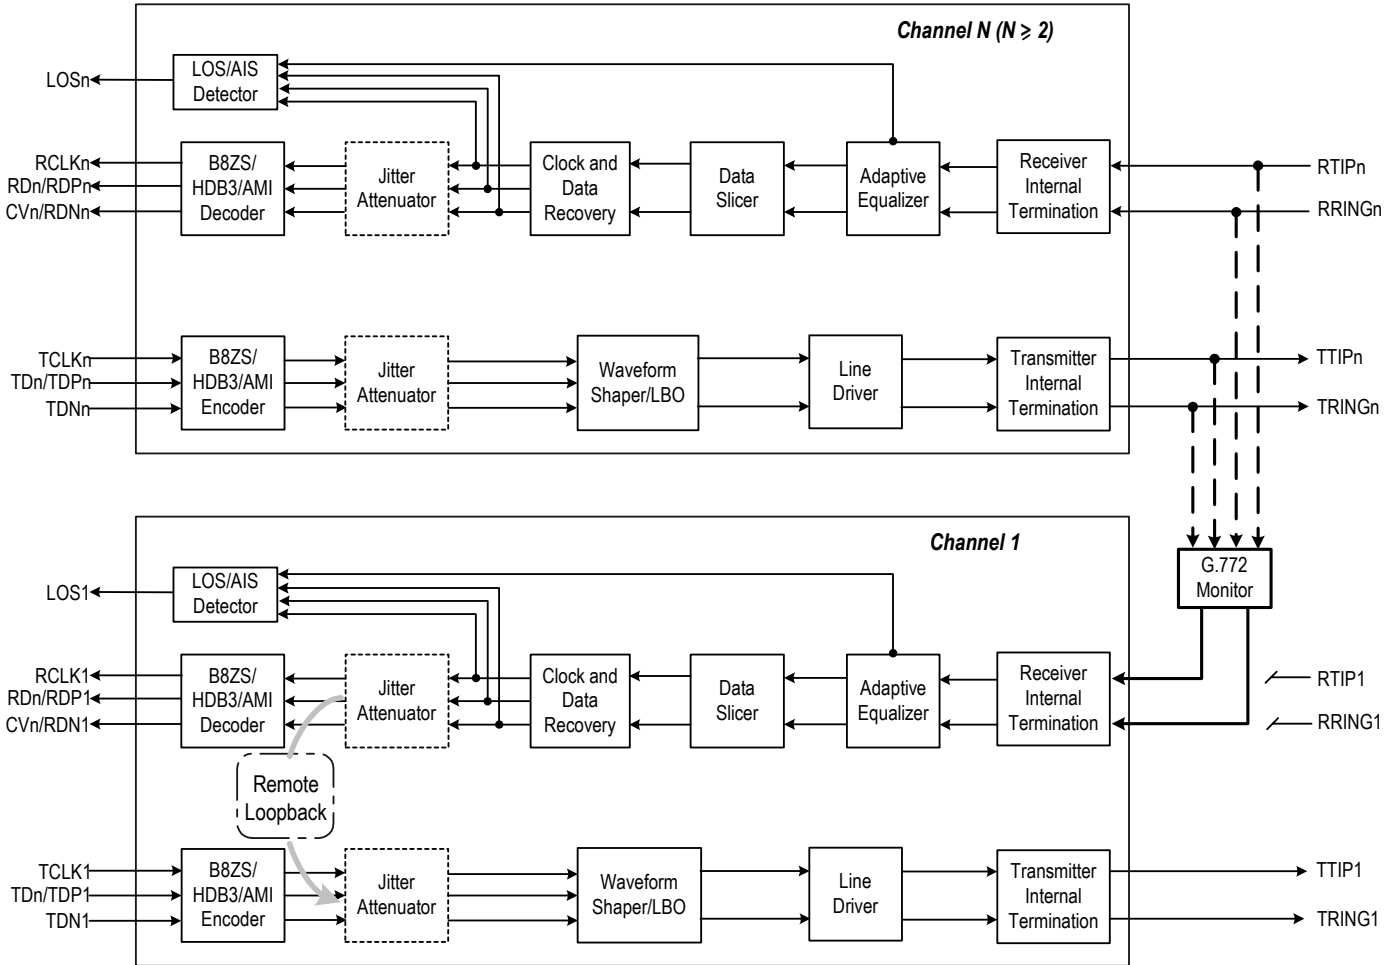 Channel N (N ⩾ 2)
LOSn
LOS/AIS
Detector
RCLKn
RDn/RDPn
CVn/RDNn
B8ZS/
HDB3/AMI
Decoder
Jitter
Attenuator
Clock and
Data
Recovery
Data
Slicer
Adaptive
Equalizer
Receiver
Internal
Termination
RTIPn
RRINGn
TCLKn
TDn/TDPn
TDNn
B8ZS/
HDB3/AMI
Encoder
Jitter
Attenuator
Waveform
Shaper/LBO
Line
Driver
Transmitter
Internal
Termination
TTIPn
TRINGn
Channel 1
G.772
Monitor
LOS1
LOS/AIS
Detector
RCLK1
RDn/RDP1
CVn/RDN1
B8ZS/
HDB3/AMI
Decoder
Jitter
Attenuator
Clock and
Data
Recovery
Data
Slicer
Adaptive
Equalizer
Receiver
Internal
Termination
RTIP1
RRING1
Remote
Loopback
TCLK1
TDn/TDP1
TDN1
B8ZS/
HDB3/AMI
Encoder
Jitter
Attenuator
Waveform
Shaper/LBO
Line
Driver
Transmitter
Internal
Termination
TTIP1
TRING1